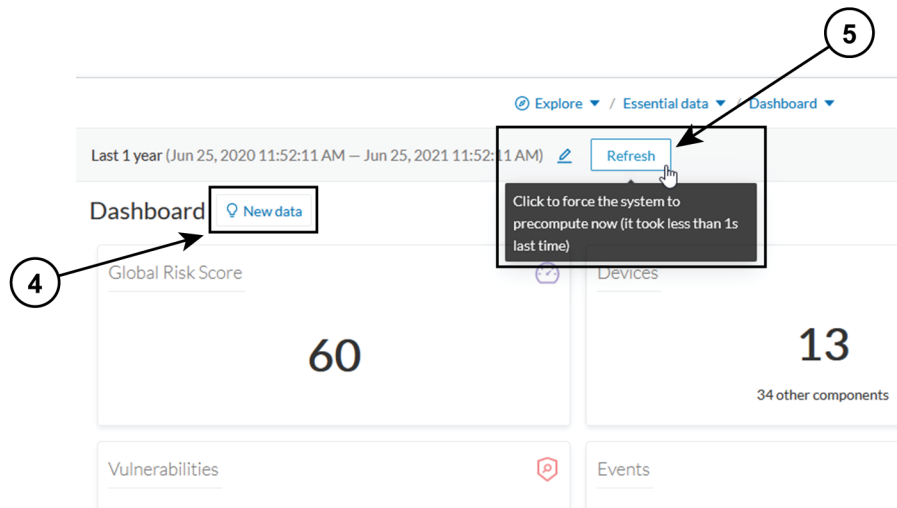 5
Explore / Essential data / Dashboard
Last 1 year (Jun 25, 2020 11:52:11 AM — Jun 25, 2021 11:52:11 AM) Refresh
Dashboard New data
Click to force the system to
precompute now (it took less than 1s
last time)
4
Global Risk Score
Devices
60
13
34 other components
Vulnerabilities
Events